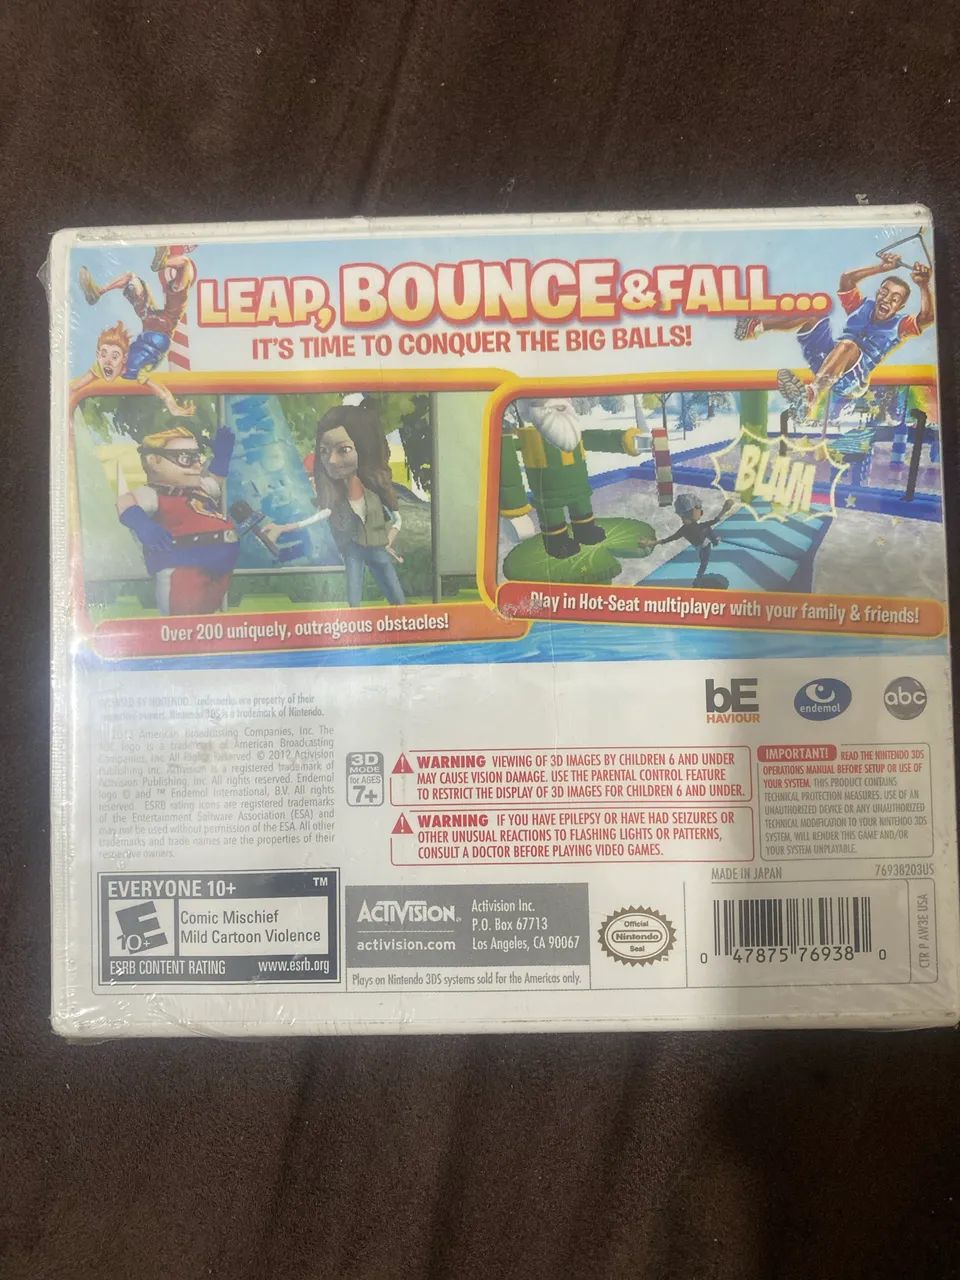 LEAP, BOUNCE & FALL...
IT'S TIME TO CONQUER THE BIG BALLS!
BLAM
Over 200 uniquely, outrageous obstacles!
Play in Hot-Seat multiplayer with your family & friends!
LICENSED BY NINTENDO. Trademarks are property of their
respective owners. Nintendo 3DS is a trademark of Nintendo.
2012 American Broadcasting Companies, Inc. The
ABC logo is a trademark of American Broadcasting
Companies, Inc. All Rights Reserved. © 2012 Activision
Publishing, Inc. Activision is a registered trademark of
Activision Publishing, Inc. All rights reserved. Endemol
logo © and ™ Endemol International, B.V. All rights
reserved. ESRB rating icons are registered trademarks
of the Entertainment Software Association (ESA) and
may not be used without permission of the ESA. All other
trademarks and trade names are the properties of their
respective owners.
bE
HAVIOUR
endemol
abc
3D
MODE
for AGES
7+
WARNING VIEWING OF 3D IMAGES BY CHILDREN 6 AND UNDER
MAY CAUSE VISION DAMAGE. USE THE PARENTAL CONTROL FEATURE
TO RESTRICT THE DISPLAY OF 3D IMAGES FOR CHILDREN 6 AND UNDER.
WARNING IF YOU HAVE EPILEPSY OR HAVE HAD SEIZURES OR
OTHER UNUSUAL REACTIONS TO FLASHING LIGHTS OR PATTERNS,
CONSULT A DOCTOR BEFORE PLAYING VIDEO GAMES.
IMPORTANT! READ THE NINTENDO 3DS
OPERATIONS MANUAL BEFORE SETUP OR USE OF
YOUR SYSTEM. THIS PRODUCT CONTAINS
TECHNICAL PROTECTION MEASURES. USE OF AN
UNAUTHORIZED DEVICE OR ANY UNAUTHORIZED
TECHNICAL MODIFICATION TO YOUR NINTENDO 3DS
SYSTEM, WILL RENDER THIS GAME AND/OR
YOUR SYSTEM UNPLAYABLE.
MADE IN JAPAN
76938203US
EVERYONE 10+ ™
E
10+
Comic Mischief
Mild Cartoon Violence
ESRB CONTENT RATING www.esrb.org
ACTIVISION.
activision.com
Activision Inc.
P.O. Box 67713
Los Angeles, CA 90067
Plays on Nintendo 3DS systems sold for the Americas only.
Official
Nintendo
Seal
0 47875 76938 0
CTR P AW3E USA